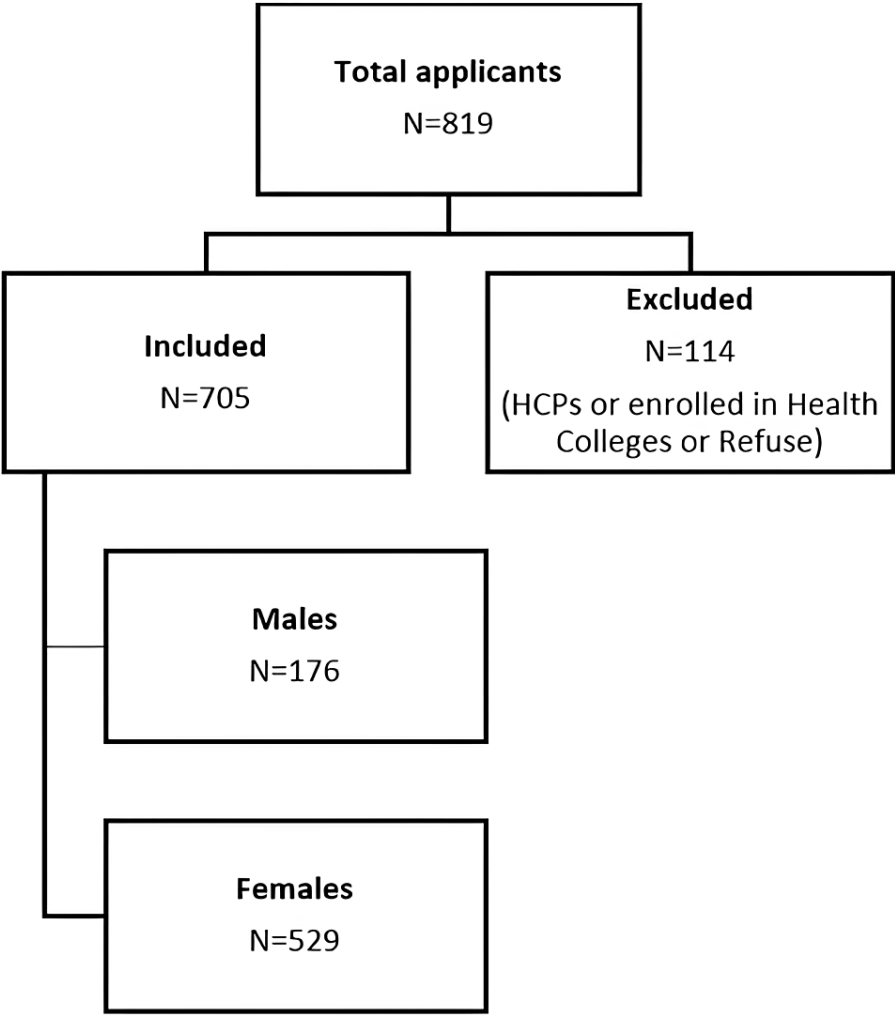 Total applicants
N=819
Included
N=705
Excluded
N=114
(HCPs or enrolled in Health
Colleges or Refuse)
Males
N=176
Females
N=529